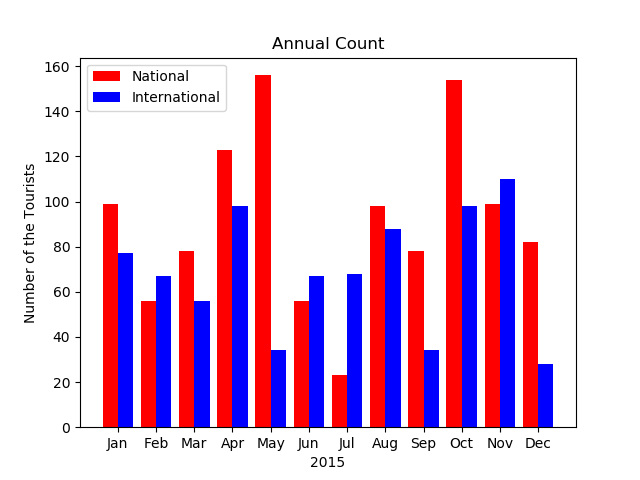 Annual Count
National
International
Number of the Tourists
160
140
120
100
80
60
40
20
0
Jan Feb Mar Apr May Jun Jul Aug Sep Oct Nov Dec
2015